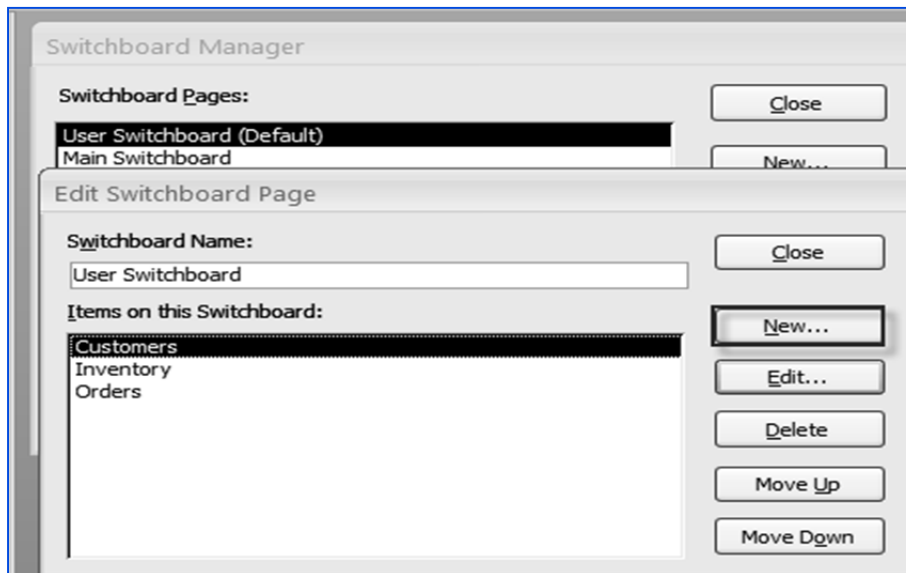 Switchboard Manager
Switchboard Pages:
Close
User Switchboard (Default)
Main Switchboard
New...
Edit Switchboard Page
Switchboard Name:
Close
User Switchboard
Items on this Switchboard:
New...
Customers
Inventory
Orders
Edit...
Delete
Move Up
Move Down